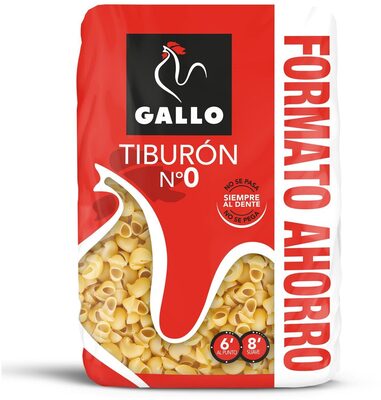 GALLO
TIBURÓN
Nº0
NO SE PASA
SIEMPRE
AL DENTE
NO SE PEGA
FORMATO AHORRO
6'
AL PUNTO
8'
SUAVE